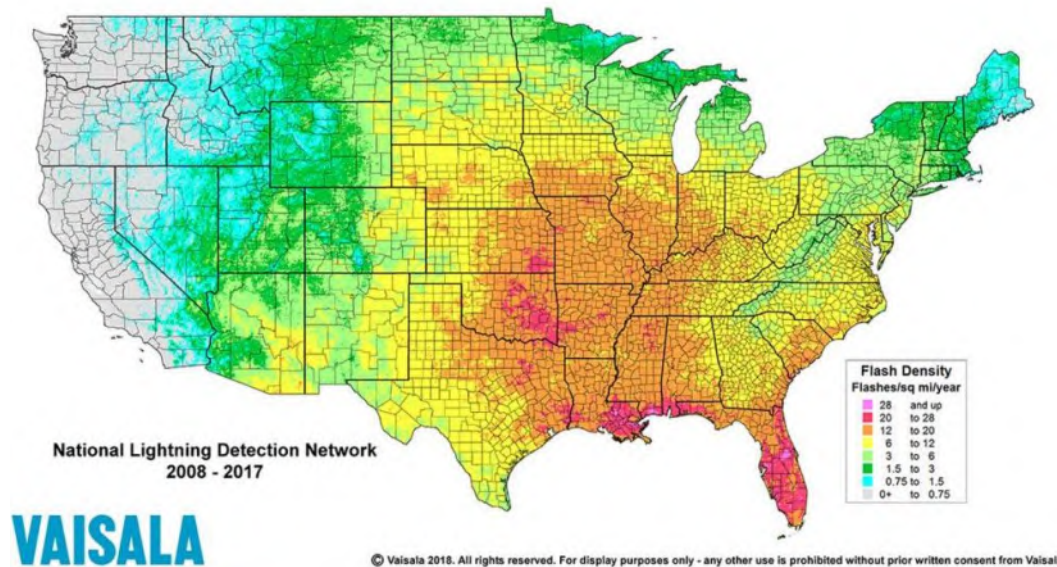 Flash Density
Flashes/sq mi/year
28 and up
20 to 28
12 to 20
6 to 12
3 to 6
1.5 to 3
0.75 to 1.5
0+ to 0.75
National Lightning Detection Network
2008 - 2017
VAISALA
© Vaisala 2018. All rights reserved. For display purposes only - any other use is prohibited without prior written consent from Vaisal